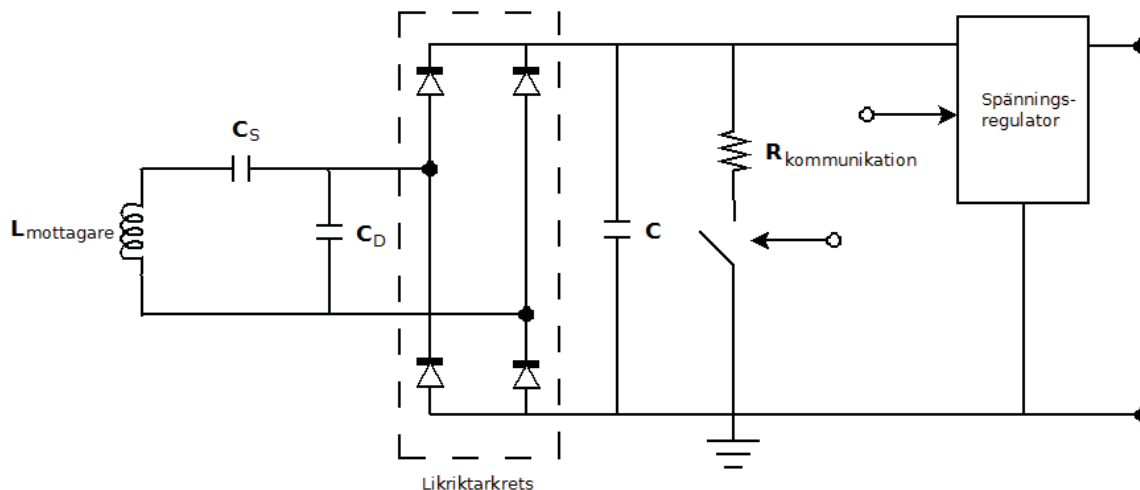 Spännings-
regulator
C_S
R_kommunikation
L_mottagare
C_D
C
Likriktarkrets